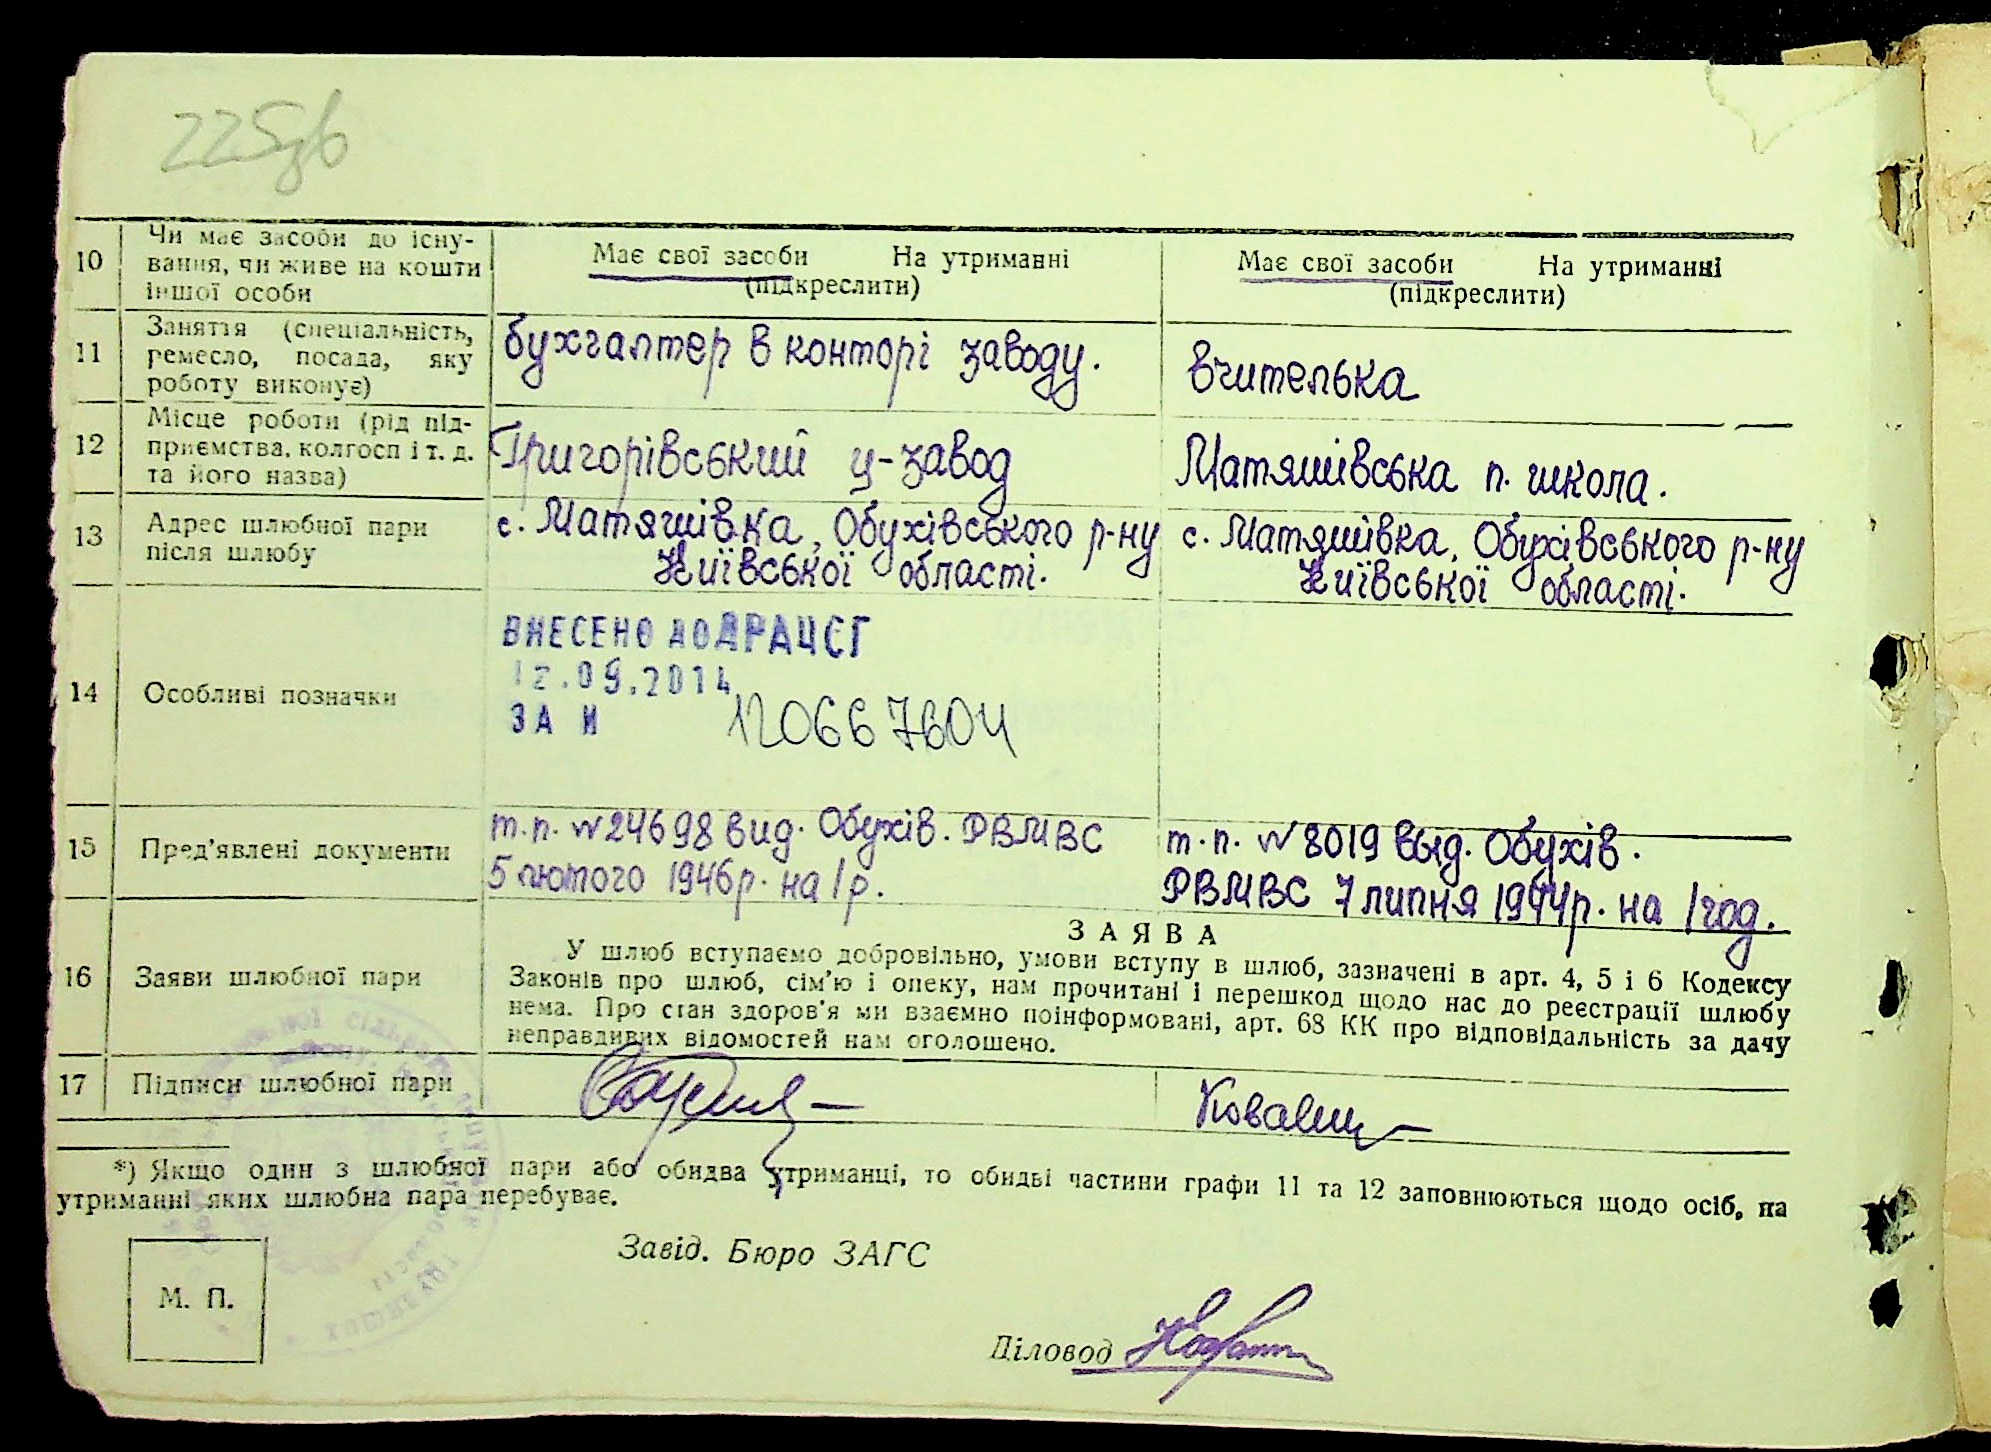 225зв
10 Чи має засоби до існу-
вання, чи живе на кошти
іншої особи
Має свої засоби На утриманні
(підкреслити)
Має свої засоби На утриманні
(підкреслити)
11 Заняття (спеціальність,
ремесло, посада, яку
роботу виконує)
бухгалтер в конторі заводу.
вчителька
12 Місце роботи (рід під-
приємства, колгосп і т. д.
та його назва)
Григорівський ц-завод
Матяшівська п. школа.
13 Адрес шлюбної пари
після шлюбу
с. Матяшівка, Обухівського р-ну
Київської області.
с. Матяшівка, Обухівського р-ну
Київської області.
14 Особливі позначки
ВНЕСЕНО ДО ДРАЦСГ
12.09.2014
ЗА И 120667604
15 Пред'явлені документи
т.п. №24698 вид. Обухів. РВМВС
5 лютого 1946р. на 1 р.
т.п. №8019 выд. Обухів.
РВМВС 7 липня 1944р. на 1 год.
16 Заяви шлюбної пари
ЗАЯВА
У шлюб вступаємо добровільно, умови вступу в шлюб, зазначені в арт. 4, 5 і 6 Кодексу
Законів про шлюб, сім'ю і опеку, нам прочитані і перешкод щодо нас до реєстрації шлюбу
нема. Про стан здоров'я ми взаємно поінформовані, арт. 68 КК про відповідальність за дачу
неправдивих відомостей нам оголошено.
17 Підписи шлюбної пари
*) Якщо один з шлюбної пари або обидва утриманці, то обидві частини графи 11 та 12 заповнюються щодо осіб, на
утриманні яких шлюбна пара перебуває.
Завід. Бюро ЗАГС
М. П.
Діловод